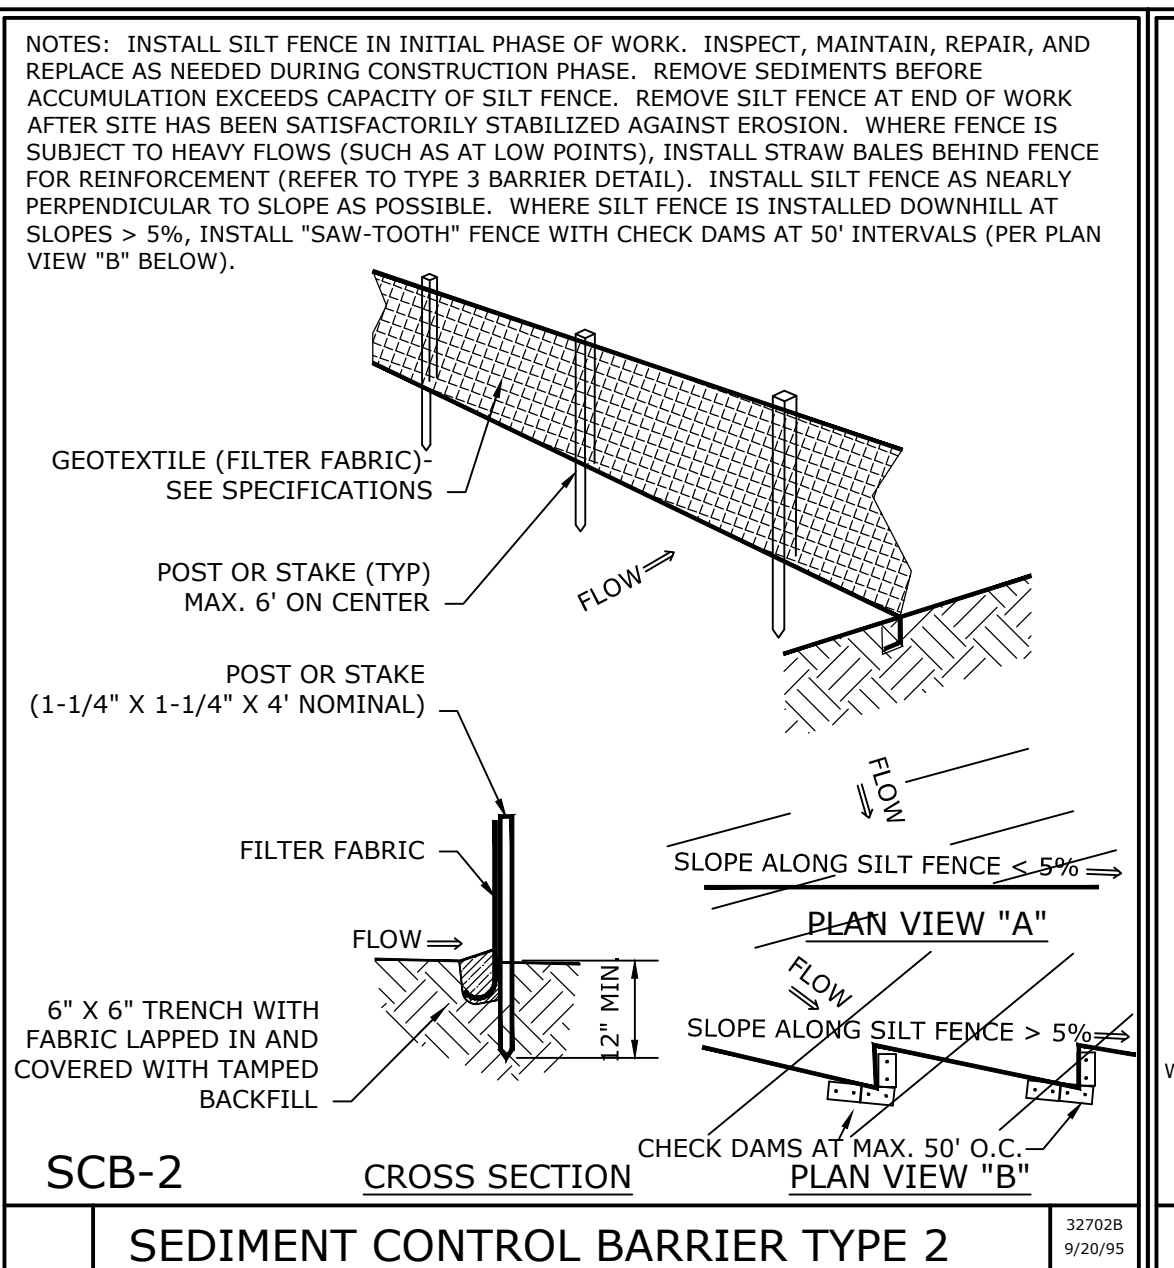 NOTES: INSTALL SILT FENCE IN INITIAL PHASE OF WORK. INSPECT, MAINTAIN, REPAIR, AND
REPLACE AS NEEDED DURING CONSTRUCTION PHASE. REMOVE SEDIMENTS BEFORE
ACCUMULATION EXCEEDS CAPACITY OF SILT FENCE. REMOVE SILT FENCE AT END OF WORK
AFTER SITE HAS BEEN SATISFACTORILY STABILIZED AGAINST EROSION. WHERE FENCE IS
SUBJECT TO HEAVY FLOWS (SUCH AS AT LOW POINTS), INSTALL STRAW BALES BEHIND FENCE
FOR REINFORCEMENT (REFER TO TYPE 3 BARRIER DETAIL). INSTALL SILT FENCE AS NEARLY
PERPENDICULAR TO SLOPE AS POSSIBLE. WHERE SILT FENCE IS INSTALLED DOWNHILL AT
SLOPES > 5%, INSTALL "SAW-TOOTH" FENCE WITH CHECK DAMS AT 50' INTERVALS (PER PLAN
VIEW "B" BELOW).
GEOTEXTILE (FILTER FABRIC)-
SEE SPECIFICATIONS
POST OR STAKE (TYP)
MAX. 6' ON CENTER
FLOW
POST OR STAKE
(1-1/4" X 1-1/4" X 4' NOMINAL)
FILTER FABRIC
FLOW
6" X 6" TRENCH WITH
FABRIC LAPPED IN AND
COVERED WITH TAMPED
BACKFILL
12" MIN.
FLOW
SLOPE ALONG SILT FENCE < 5%
PLAN VIEW "A"
FLOW
SLOPE ALONG SILT FENCE > 5%
CHECK DAMS AT MAX. 50' O.C.
PLAN VIEW "B"
SCB-2
CROSS SECTION
SEDIMENT CONTROL BARRIER TYPE 2
32702B
9/20/95